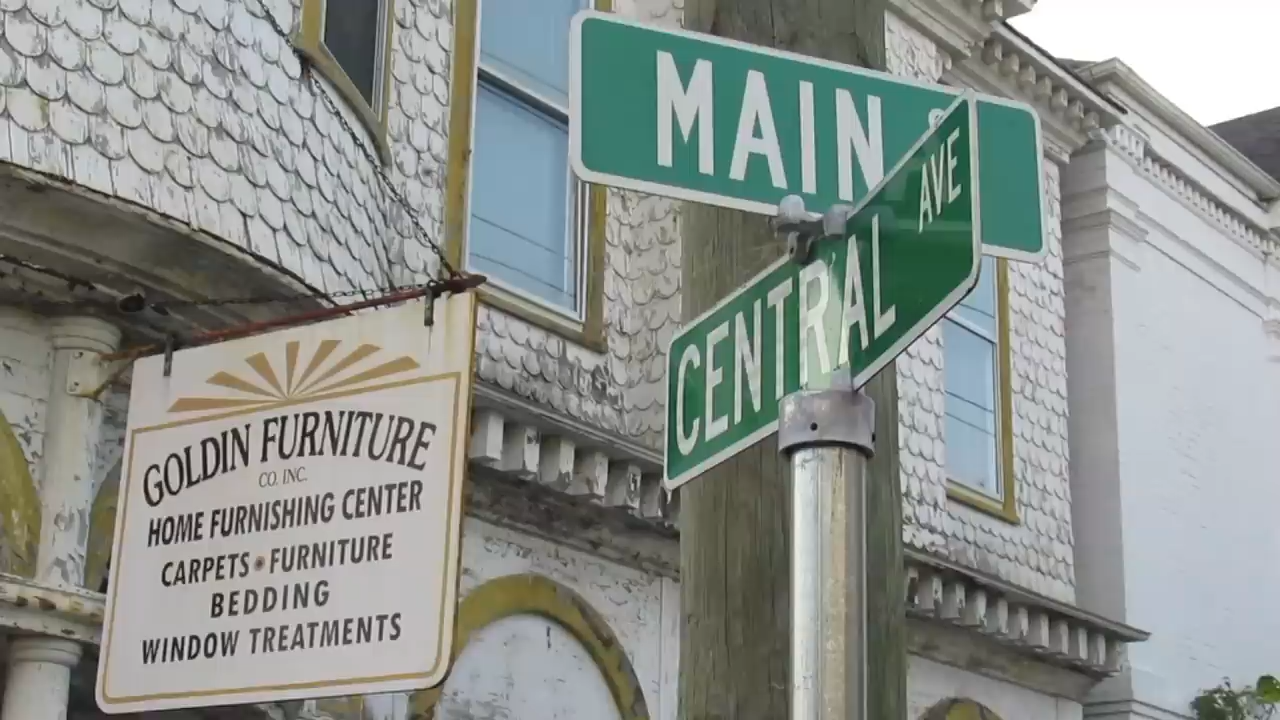 MAIN
CENTRAL AVE
GOLDIN FURNITURE
CO. INC.
HOME FURNISHING CENTER
CARPETS • FURNITURE
BEDDING
WINDOW TREATMENTS